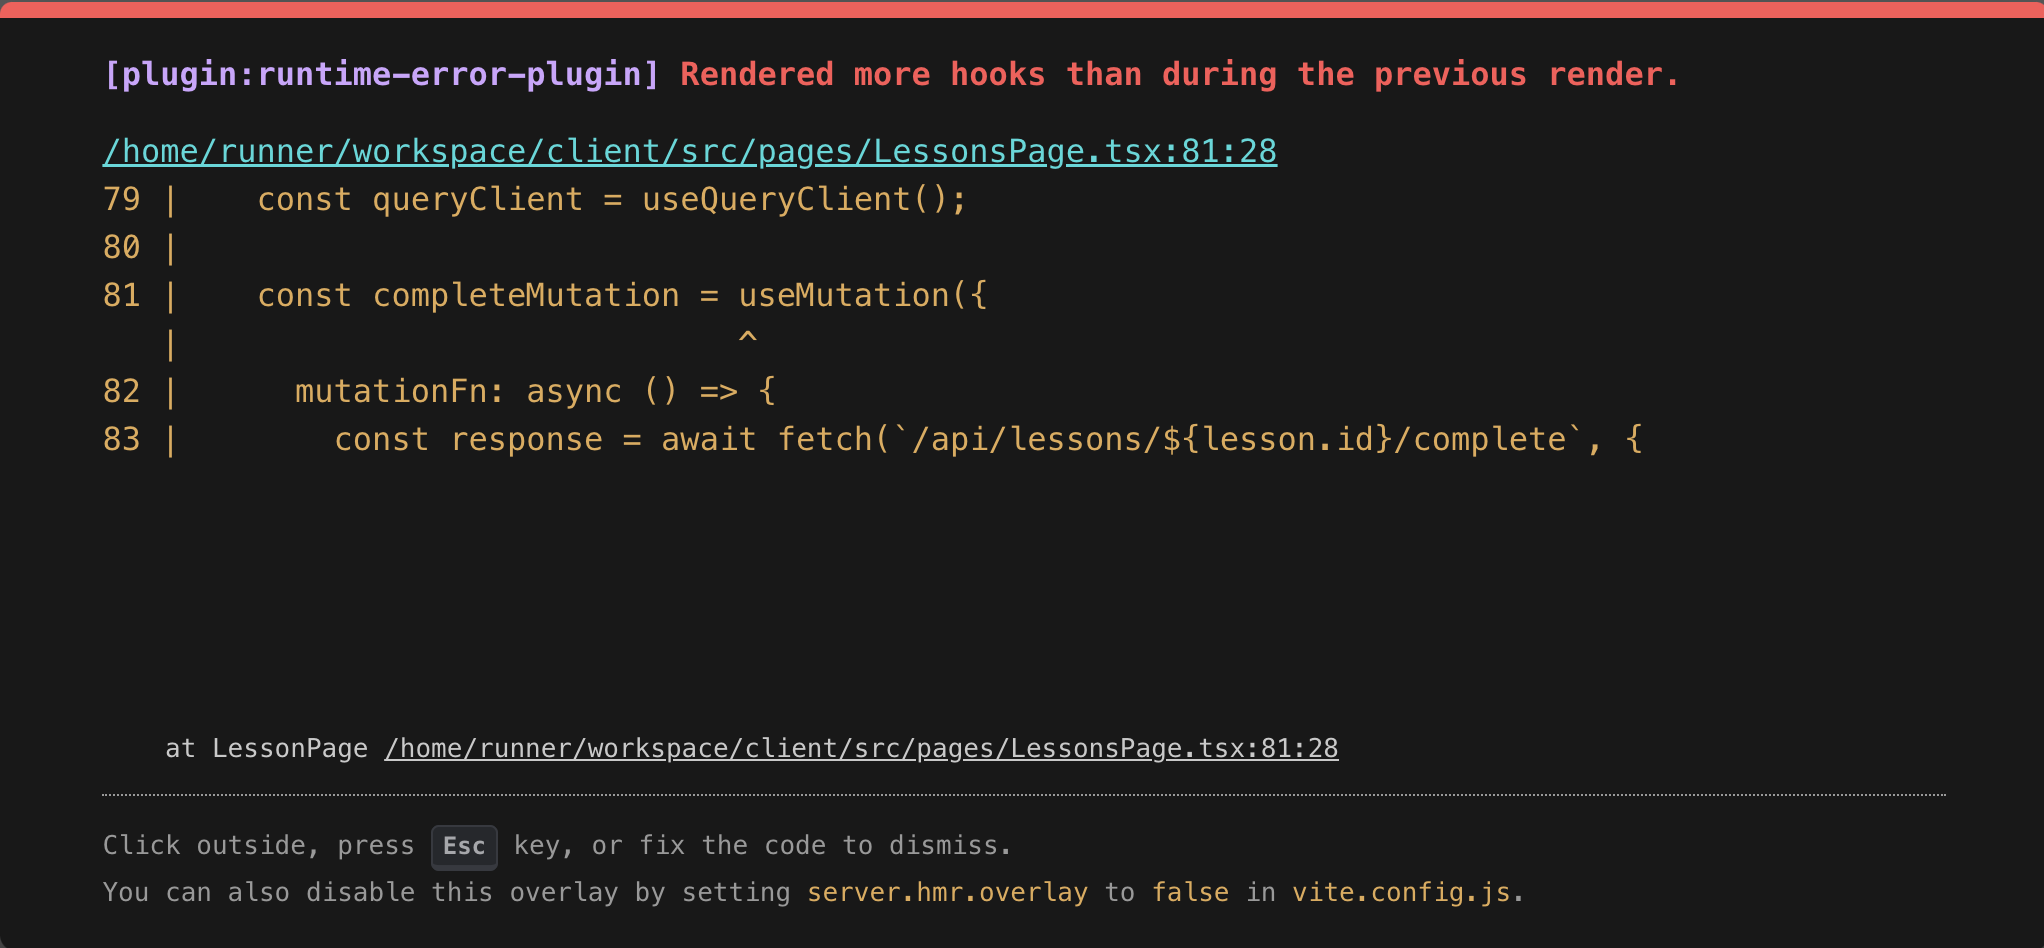 [plugin:runtime-error-plugin] Rendered more hooks than during the previous render.
/home/runner/workspace/client/src/pages/LessonsPage.tsx:81:28
79 |    const queryClient = useQueryClient();
80 |
81 |    const completeMutation = useMutation({
   |                             ^
82 |      mutationFn: async () => {
83 |        const response = await fetch(`/api/lessons/${lesson.id}/complete`, {
    at LessonPage /home/runner/workspace/client/src/pages/LessonsPage.tsx:81:28
Click outside, press Esc key, or fix the code to dismiss.
You can also disable this overlay by setting server.hmr.overlay to false in vite.config.js.